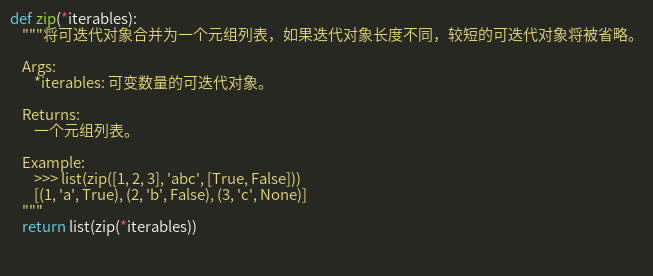 def zip(*iterables):
"""将可迭代对象合并为一个元组列表，如果迭代对象长度不同，较短的可迭代对象将被省略。
Args:
*iterables: 可变数量的可迭代对象。
Returns:
一个元组列表。
Example:
>>> list(zip([1, 2, 3], 'abc', [True, False]))
[(1, 'a', True), (2, 'b', False), (3, 'c', None)]
"""
return list(zip(*iterables))